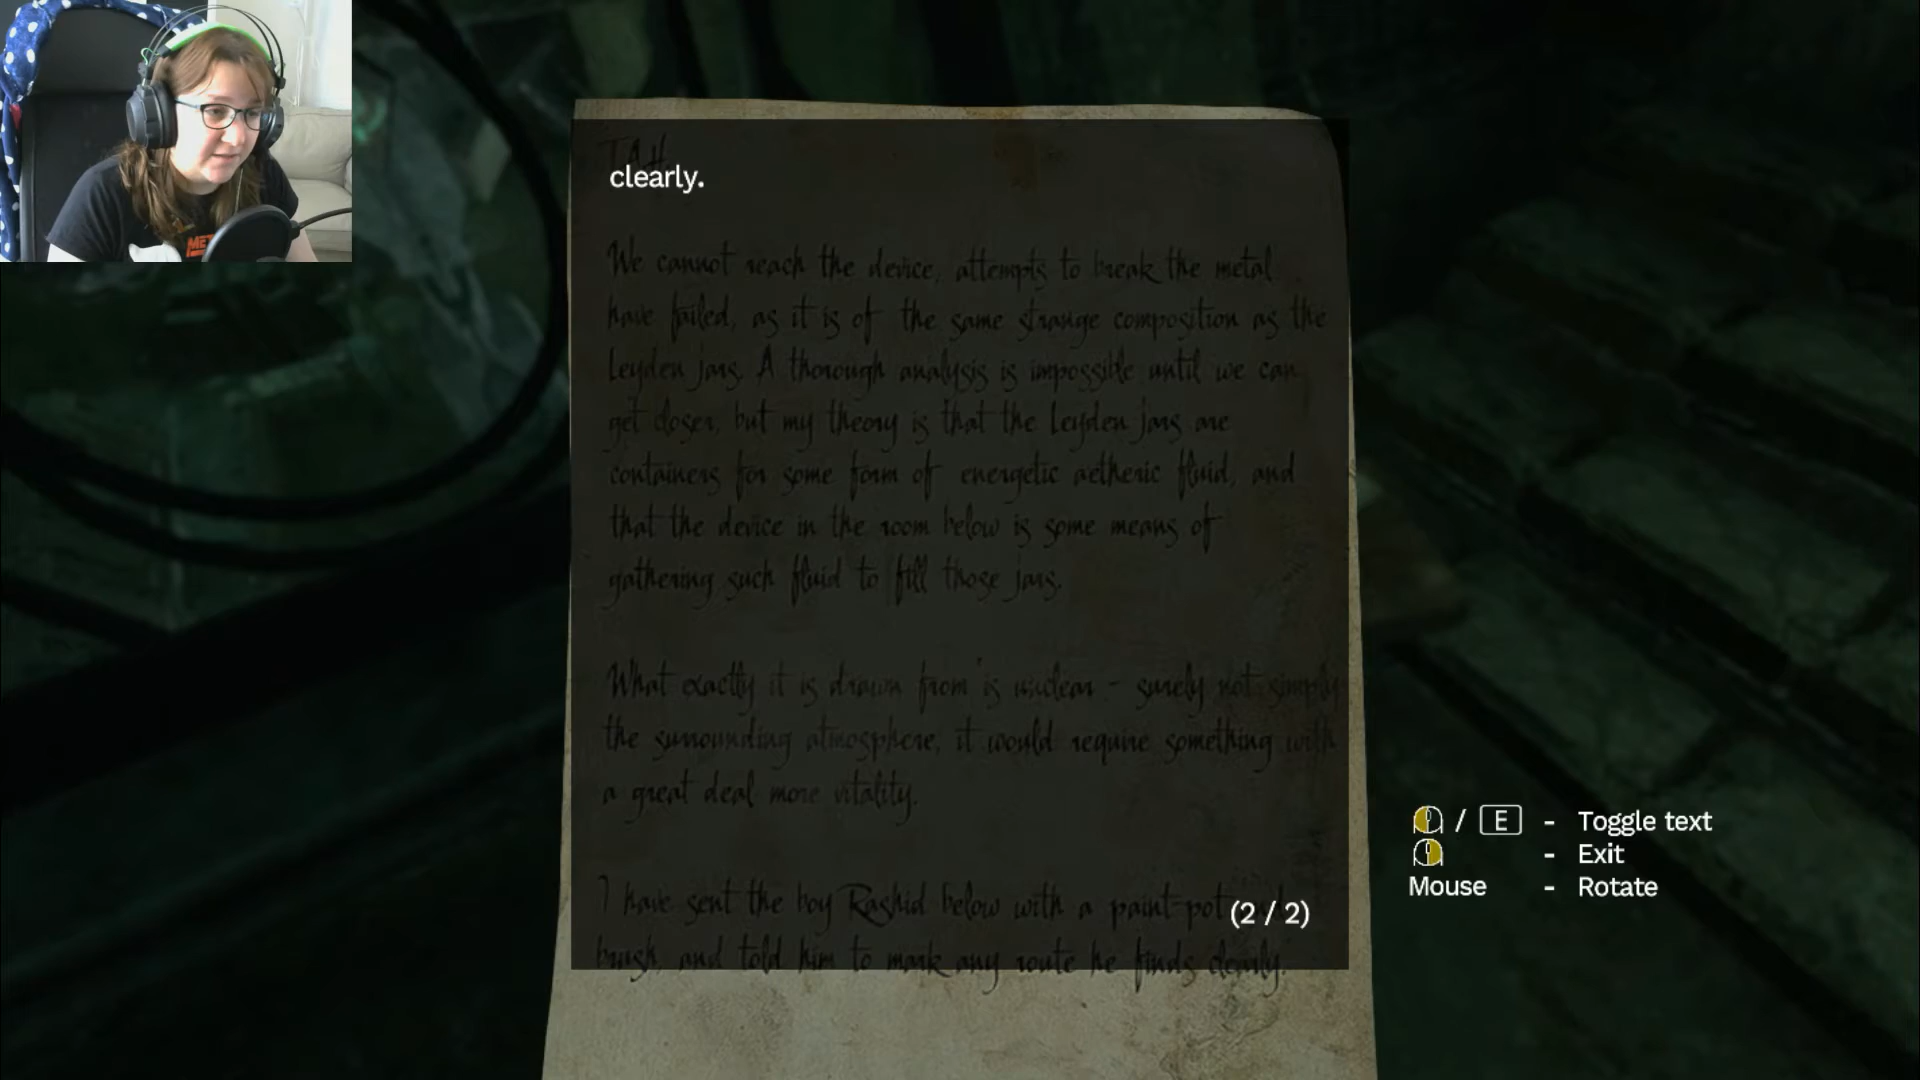 TAH
clearly.
We cannot reach the device, attempts to break the metal
have failed, as it is of the same strange composition as the
Leyden jars. A thorough analysis is impossible until we can
get closer, but my theory is that the Leyden jars are
containers for some form of energetic aetheric fluid, and
that the device in the room below is some means of
gathering such fluid to fill those jars.
What exactly it is drawn from is unclear - surely not simply
the surrounding atmosphere, it would require something with
a great deal more vitality.
I have sent the boy Rashid below with a paint-pot
(2 / 2)
brush, and told him to mark any route he finds clearly.
/ E - Toggle text
- Exit
Mouse - Rotate